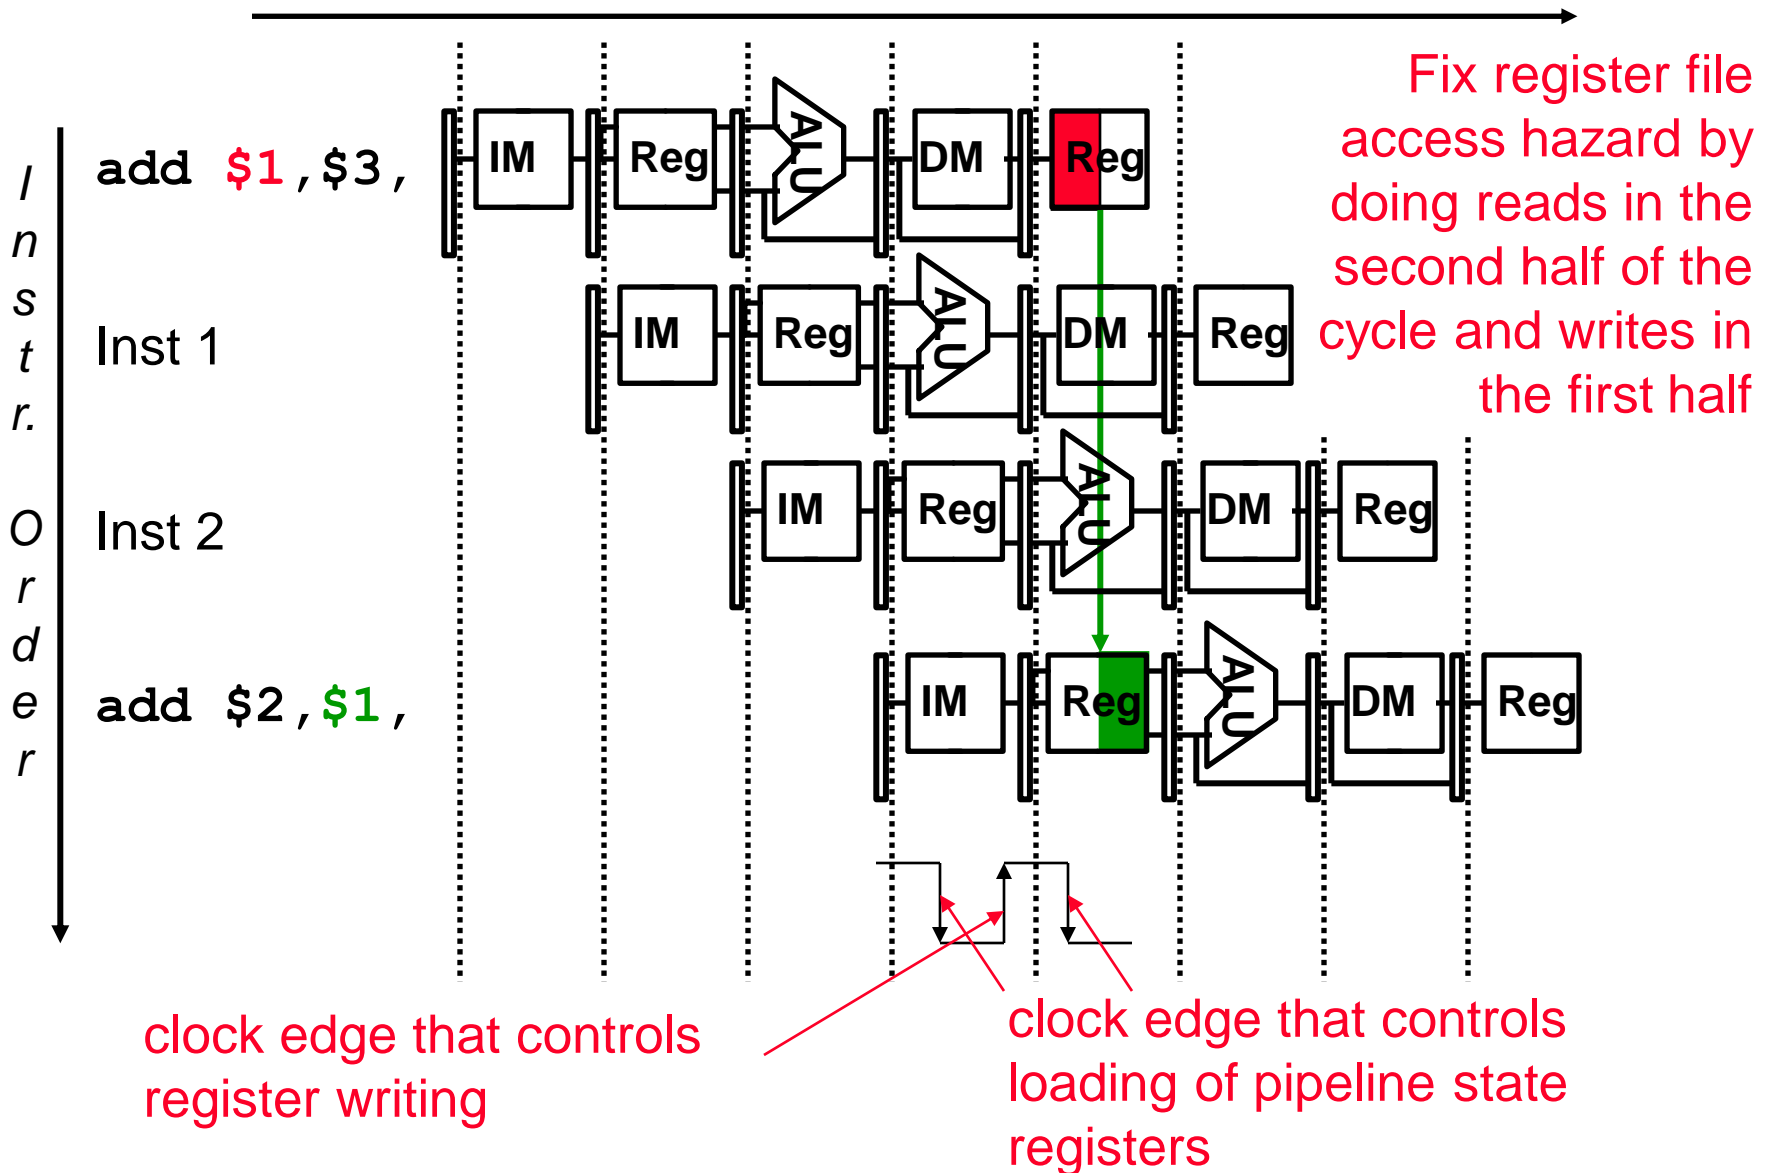 Fix register file
access hazard by
doing reads in the
second half of the
cycle and writes in
the first half
Instr. Order
add $1,$3, IM Reg ALU DM Reg
Inst 1 IM Reg ALU DM Reg
Inst 2 IM Reg ALU DM Reg
add $2,$1, IM Reg ALU DM Reg
clock edge that controls
register writing
clock edge that controls
loading of pipeline state
registers